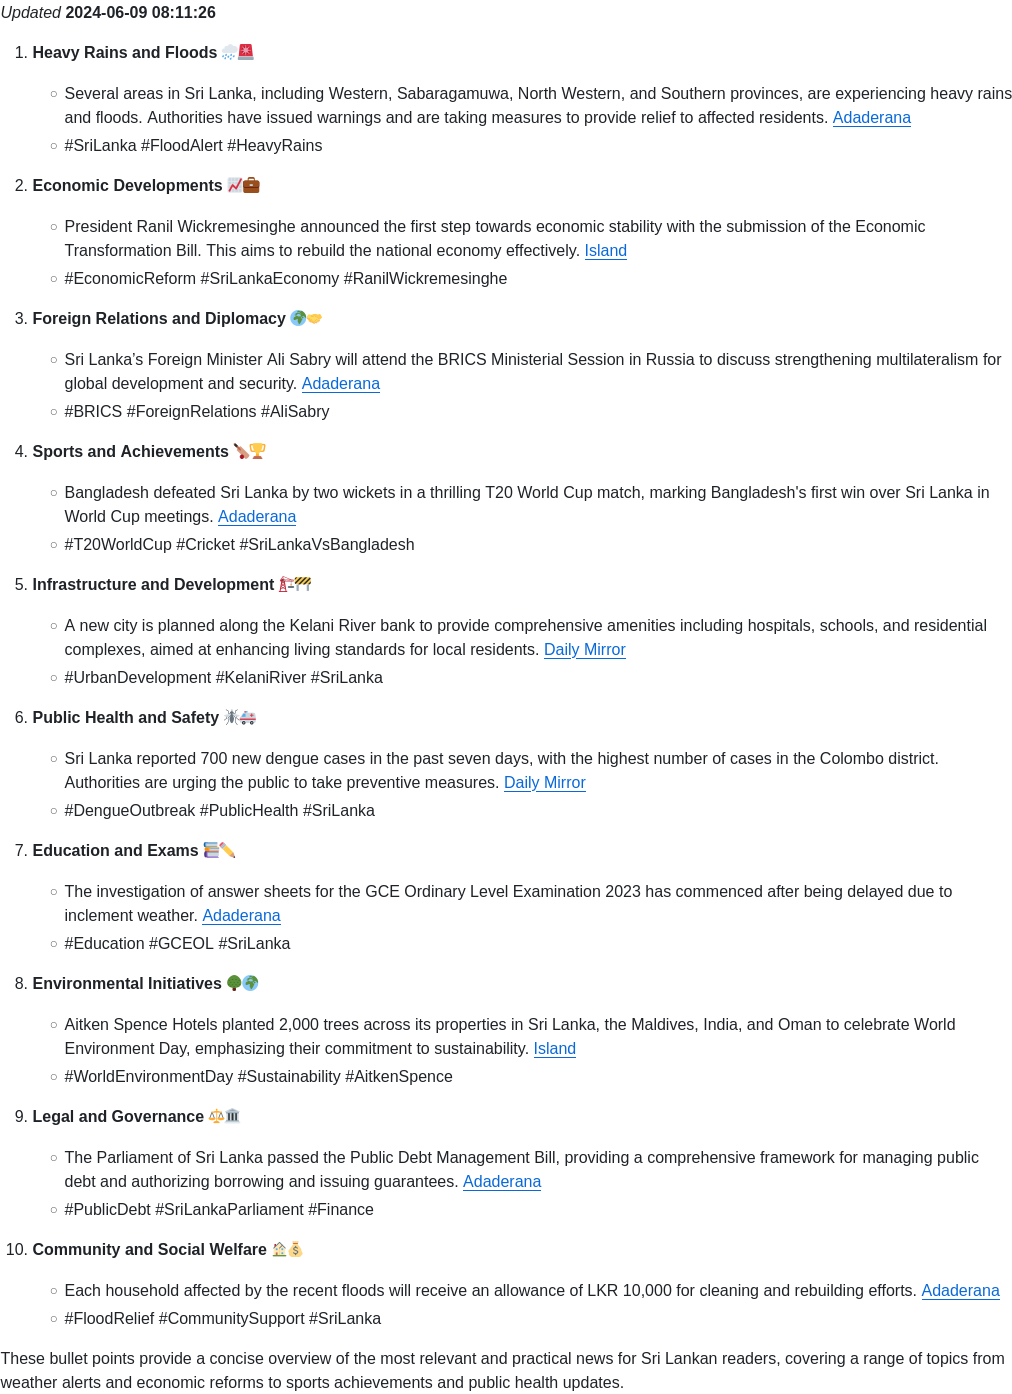 Updated 2024-06-09 08:11:26
1. Heavy Rains and Floods 🌧️🚨
○ Several areas in Sri Lanka, including Western, Sabaragamuwa, North Western, and Southern provinces, are experiencing heavy rains
and floods. Authorities have issued warnings and are taking measures to provide relief to affected residents. Adaderana
○ #SriLanka #FloodAlert #HeavyRains
2. Economic Developments 📈💼
○ President Ranil Wickremesinghe announced the first step towards economic stability with the submission of the Economic
Transformation Bill. This aims to rebuild the national economy effectively. Island
○ #EconomicReform #SriLankaEconomy #RanilWickremesinghe
3. Foreign Relations and Diplomacy 🌍🤝
○ Sri Lanka’s Foreign Minister Ali Sabry will attend the BRICS Ministerial Session in Russia to discuss strengthening multilateralism for
global development and security. Adaderana
○ #BRICS #ForeignRelations #AliSabry
4. Sports and Achievements 🏏🏆
○ Bangladesh defeated Sri Lanka by two wickets in a thrilling T20 World Cup match, marking Bangladesh's first win over Sri Lanka in
World Cup meetings. Adaderana
○ #T20WorldCup #Cricket #SriLankaVsBangladesh
5. Infrastructure and Development 🏗️🚧
○ A new city is planned along the Kelani River bank to provide comprehensive amenities including hospitals, schools, and residential
complexes, aimed at enhancing living standards for local residents. Daily Mirror
○ #UrbanDevelopment #KelaniRiver #SriLanka
6. Public Health and Safety 🕷️🚑
○ Sri Lanka reported 700 new dengue cases in the past seven days, with the highest number of cases in the Colombo district.
Authorities are urging the public to take preventive measures. Daily Mirror
○ #DengueOutbreak #PublicHealth #SriLanka
7. Education and Exams 📚✏️
○ The investigation of answer sheets for the GCE Ordinary Level Examination 2023 has commenced after being delayed due to
inclement weather. Adaderana
○ #Education #GCEOL #SriLanka
8. Environmental Initiatives 🌳🌍
○ Aitken Spence Hotels planted 2,000 trees across its properties in Sri Lanka, the Maldives, India, and Oman to celebrate World
Environment Day, emphasizing their commitment to sustainability. Island
○ #WorldEnvironmentDay #Sustainability #AitkenSpence
9. Legal and Governance ⚖️🏛️
○ The Parliament of Sri Lanka passed the Public Debt Management Bill, providing a comprehensive framework for managing public
debt and authorizing borrowing and issuing guarantees. Adaderana
○ #PublicDebt #SriLankaParliament #Finance
10. Community and Social Welfare 🏠💰
○ Each household affected by the recent floods will receive an allowance of LKR 10,000 for cleaning and rebuilding efforts. Adaderana
○ #FloodRelief #CommunitySupport #SriLanka
These bullet points provide a concise overview of the most relevant and practical news for Sri Lankan readers, covering a range of topics from
weather alerts and economic reforms to sports achievements and public health updates.